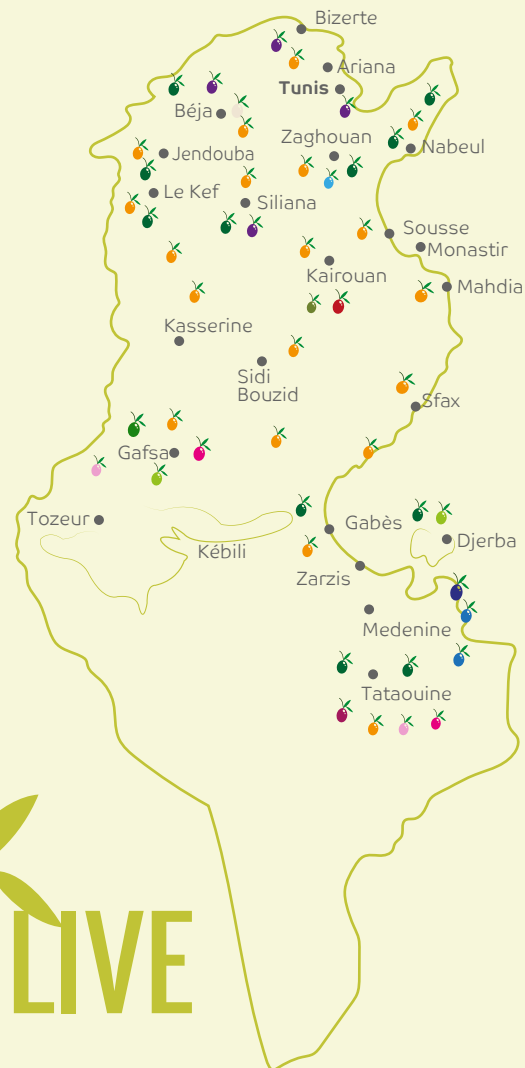 Bizerte
Ariana
Tunis
Béja
Zaghouan
Nabeul
Jendouba
Le Kef
Siliana
Sousse
Monastir
Kairouan
Mahdia
Kasserine
Sidi
Bouzid
Sfax
Gafsa
Tozeur
Gabès
Djerba
Kébili
Zarzis
Medenine
Tataouine
LIVE